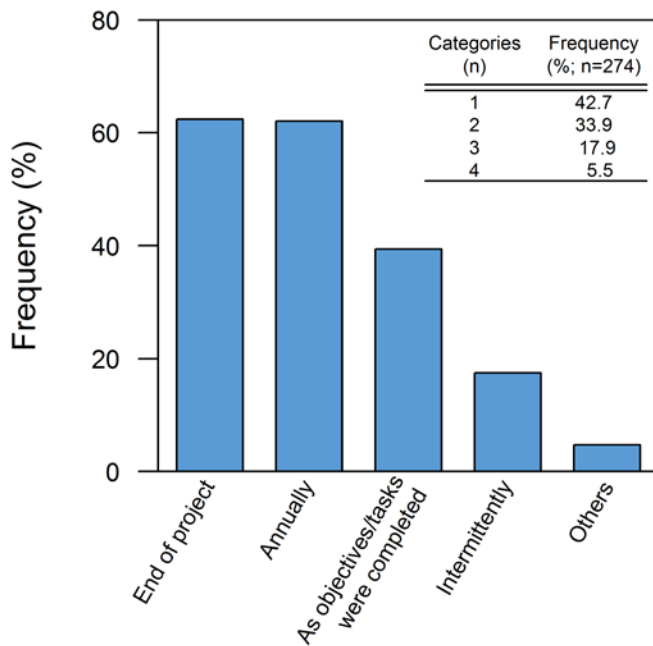 80
60
40
20
0
Frequency (%)
Categories Frequency
(n) (%; n=274)
1 42.7
2 33.9
3 17.9
4 5.5
End of project
Annually
As objectives/tasks
were completed
Intermittently
Others